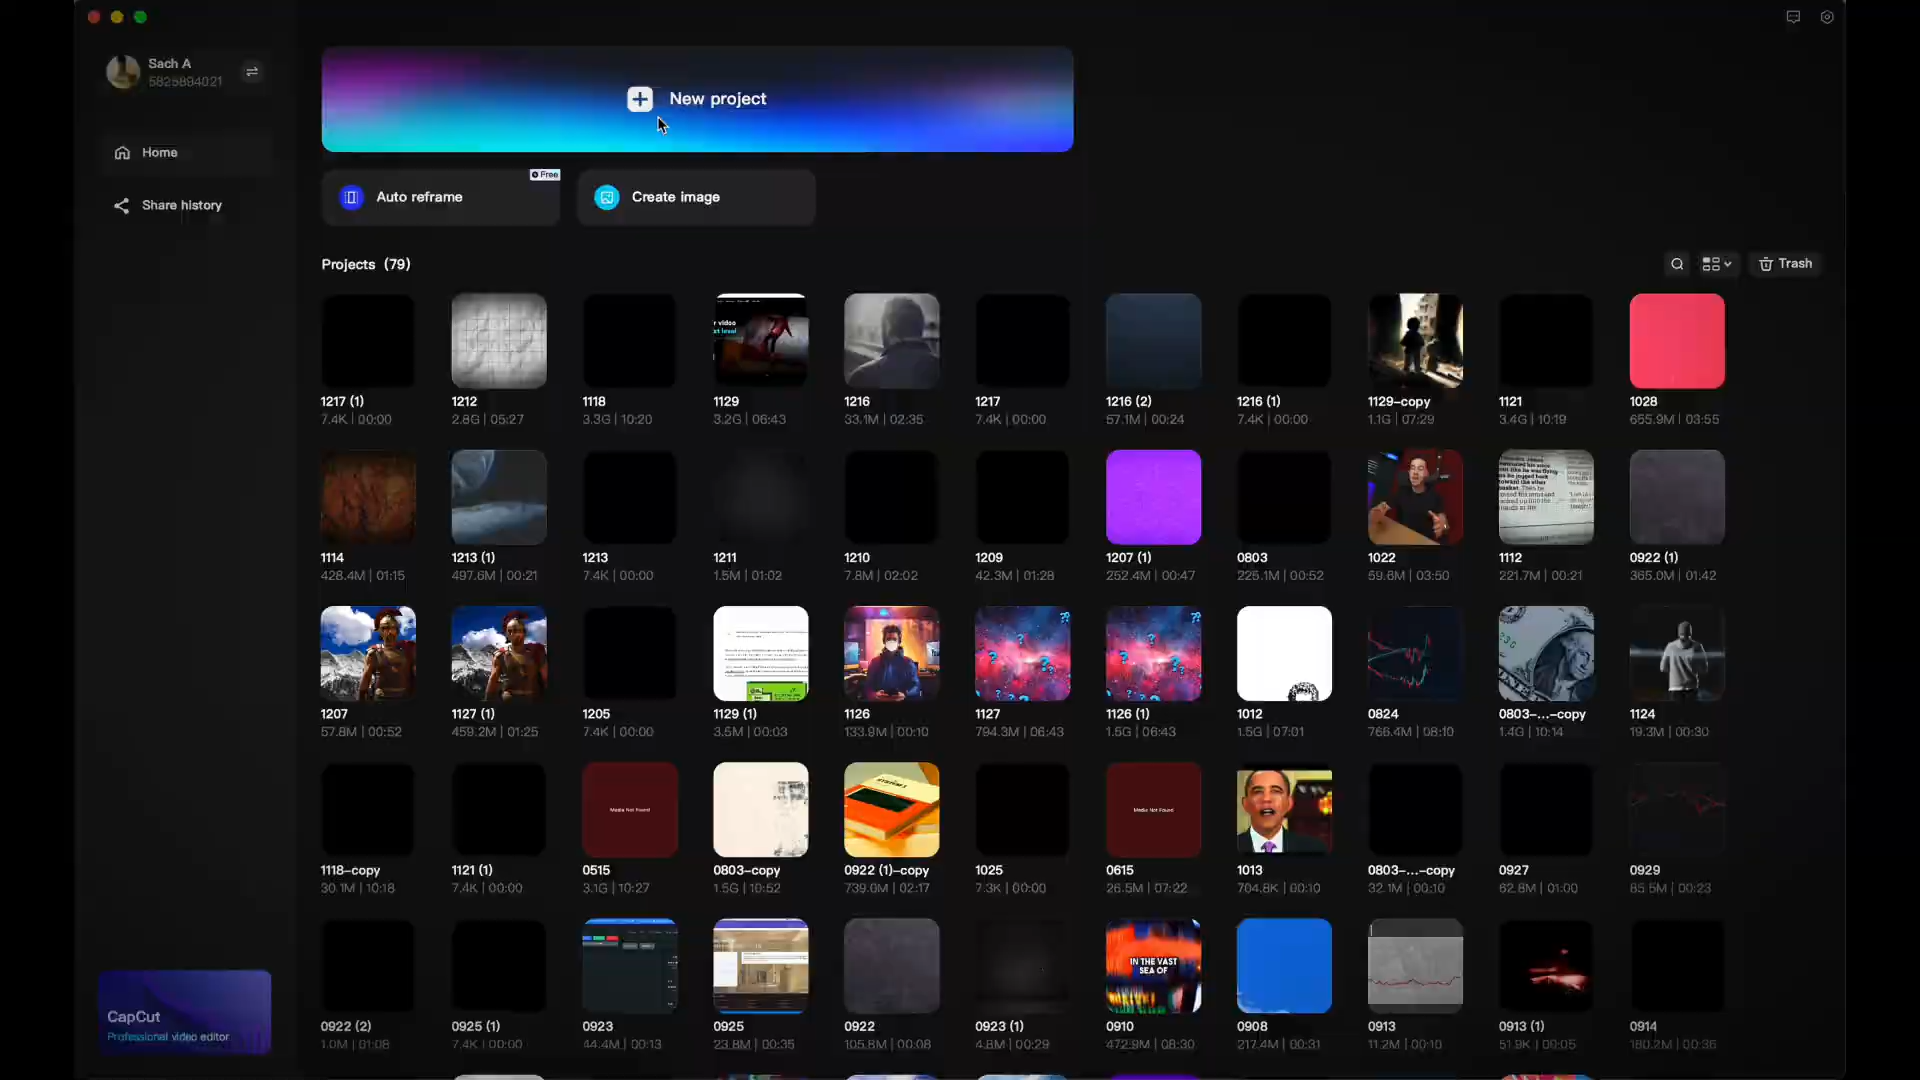 Sach A
5825894021
Home
Share history
New project
Free
Auto reframe
Create image
Projects (79)
Trash
1217 (1)
7.4K | 00:00
1212
2.8G | 05:27
1118
3.3G | 10:20
1129
3.2G | 06:43
1216
33.1M | 02:35
1217
7.4K | 00:00
1216 (2)
57.1M | 00:24
1216 (1)
7.4K | 00:00
1129-copy
1.1G | 07:29
1121
3.4G | 10:19
1028
655.9M | 03:55
1114
428.4M | 01:15
1213 (1)
497.6M | 00:21
1213
7.4K | 00:00
1211
1.5M | 01:02
1210
7.8M | 02:02
1209
42.3M | 01:28
1207 (1)
252.4M | 00:47
0803
225.1M | 00:52
1022
59.6M | 03:50
1112
221.7M | 00:21
0922 (1)
365.0M | 01:42
1207
57.8M | 00:52
1127 (1)
459.2M | 01:25
1205
7.4K | 00:00
1129 (1)
3.5M | 00:03
1126
133.9M | 00:10
1127
794.3M | 06:43
1126 (1)
1.5G | 06:43
1012
1.5G | 07:01
0824
766.4M | 08:10
0803-...-copy
1.4G | 10:14
1124
19.3M | 00:30
Media Not Found
Media Not Found
1118-copy
30.1M | 10:18
1121 (1)
7.4K | 00:00
0515
3.1G | 10:27
0803-copy
1.5G | 10:52
0922 (1)-copy
739.0M | 02:17
1025
7.3K | 00:00
0615
26.5M | 07:22
1013
704.8K | 00:10
0803-...-copy
32.1M | 00:10
0927
62.8M | 01:00
0929
85.5M | 00:23
IN THE VAST
SEA OF
0922 (2)
1.0M | 01:08
0925 (1)
7.4K | 00:00
0923
44.4M | 00:13
0925
23.8M | 00:35
0922
105.8M | 00:08
0923 (1)
4.8M | 00:29
0910
472.9M | 08:30
0908
217.4M | 00:31
0913
11.2M | 00:10
0913 (1)
51.9K | 00:05
0914
180.2M | 00:36
CapCut
Professional video editor